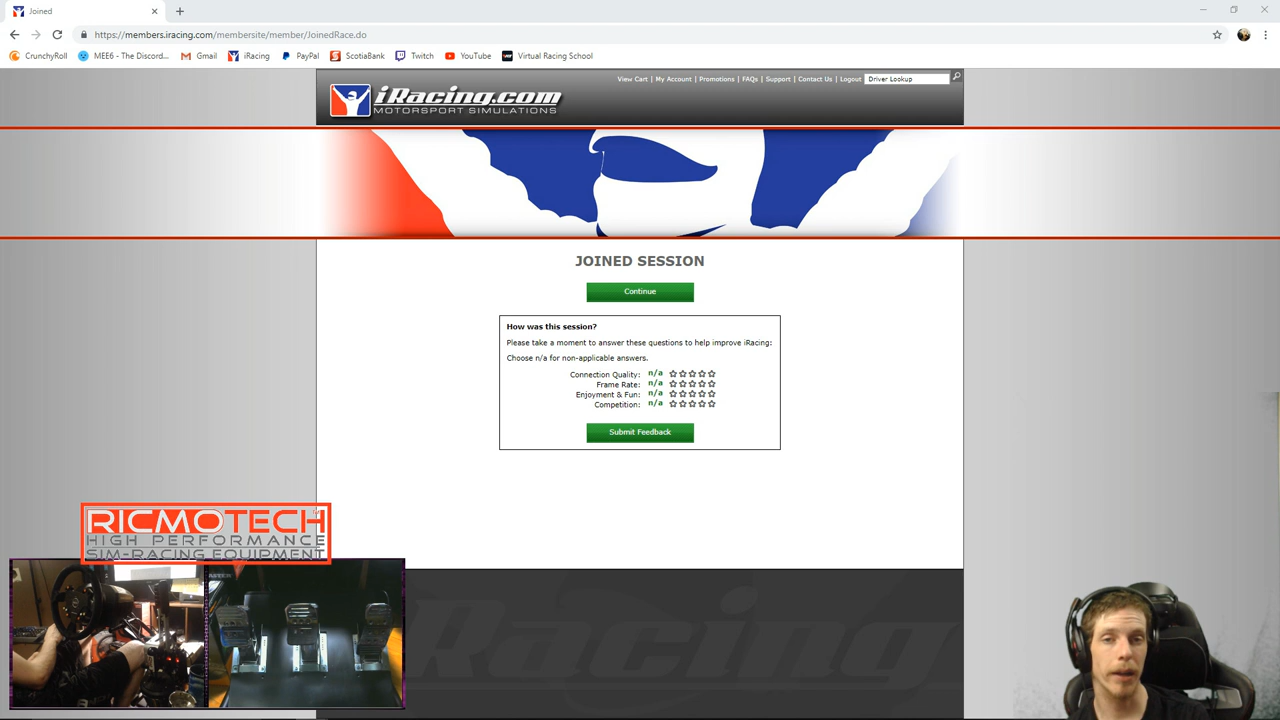 Joined
https://members.iracing.com/membersite/member/JoinedRace.do
CrunchyRoll MEE6 - The Discord... Gmail iRacing PayPal ScotiaBank Twitch YouTube Virtual Racing School
View Cart | My Account | Promotions | FAQs | Support | Contact Us | Logout Driver Lookup
iRacing.com
MOTORSPORT SIMULATIONS
JOINED SESSION
Continue
How was this session?
Please take a moment to answer these questions to help improve iRacing:
Choose n/a for non-applicable answers.
Connection Quality: n/a
Frame Rate: n/a
Enjoyment & Fun: n/a
Competition: n/a
Submit Feedback
RICMOTECH
HIGH PERFORMANCE
SIM-RACING EQUIPMENT
iRacing